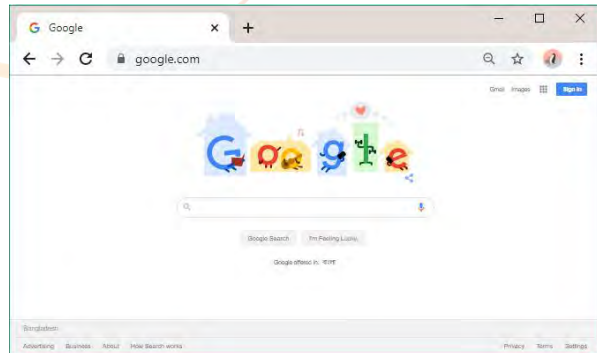 Google
google.com
Gmail Images Sign in
Google
Google Search I'm Feeling Lucky
Google offered in: বাংলা
Bangladesh
Advertising Business About How Search works Privacy Terms Settings